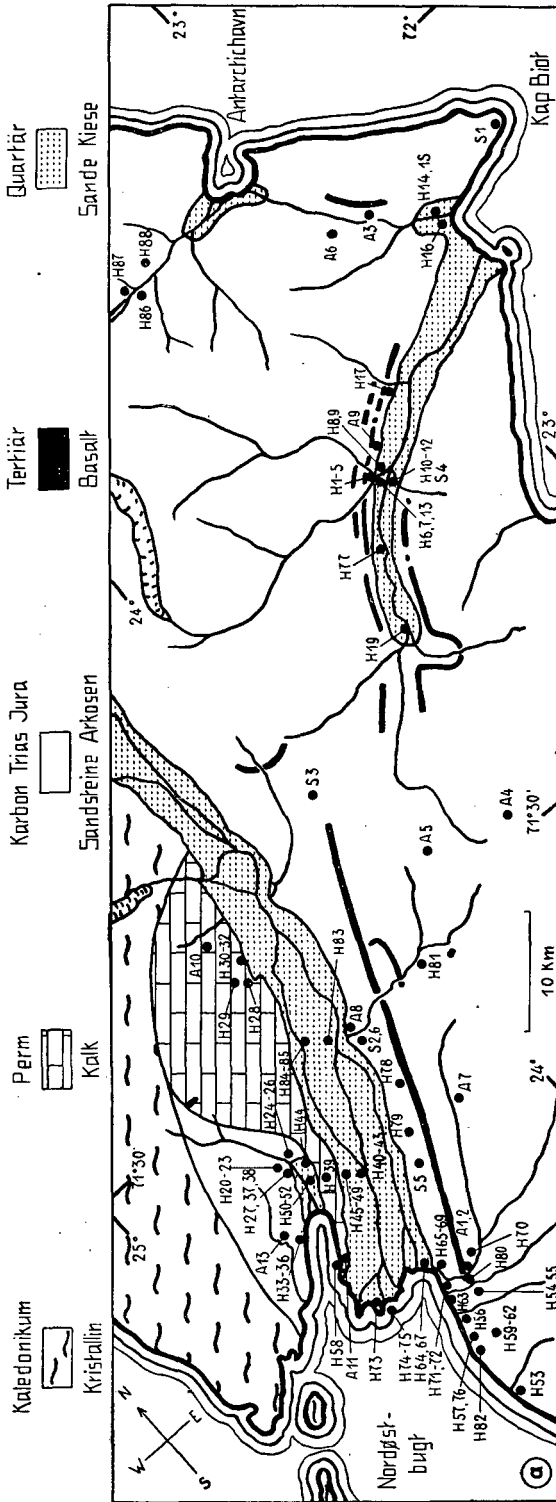 Kaledonikum
Kristallin
Perm
Kalk
Karbon Trias Jura
Sandsteine Arkosen
Tertiär
Basalt
Quartär
Sande Kiese
N
W
E
S
25°
71°30'
24°
23°
72°
Antarctichavn
Kap Biot
Nordøst-
bugt
H87
H88
H86
A6
A3
H14,15
H16
S1
H17
H8,9
A9
H1-5
H10-12
S4
H6,7,13
H77
H19
S3
A5
A4
71°30'
23°
A10
H30-32
H29
H28
H83
H84-85
H24-26
H44
H20-23
H27,37,38
H50-52
H39
H45-49
H40-43
A13
H33-36
A8
S2,6
H81
H78
A7
H79
S5
24°
10 Km
H58
A11
H73
H74-75
H64,67
H71-72
H65-69
A1,2
H70
H80
H63
H54-55
H56
H59-62
H57,76
H82
H53
a